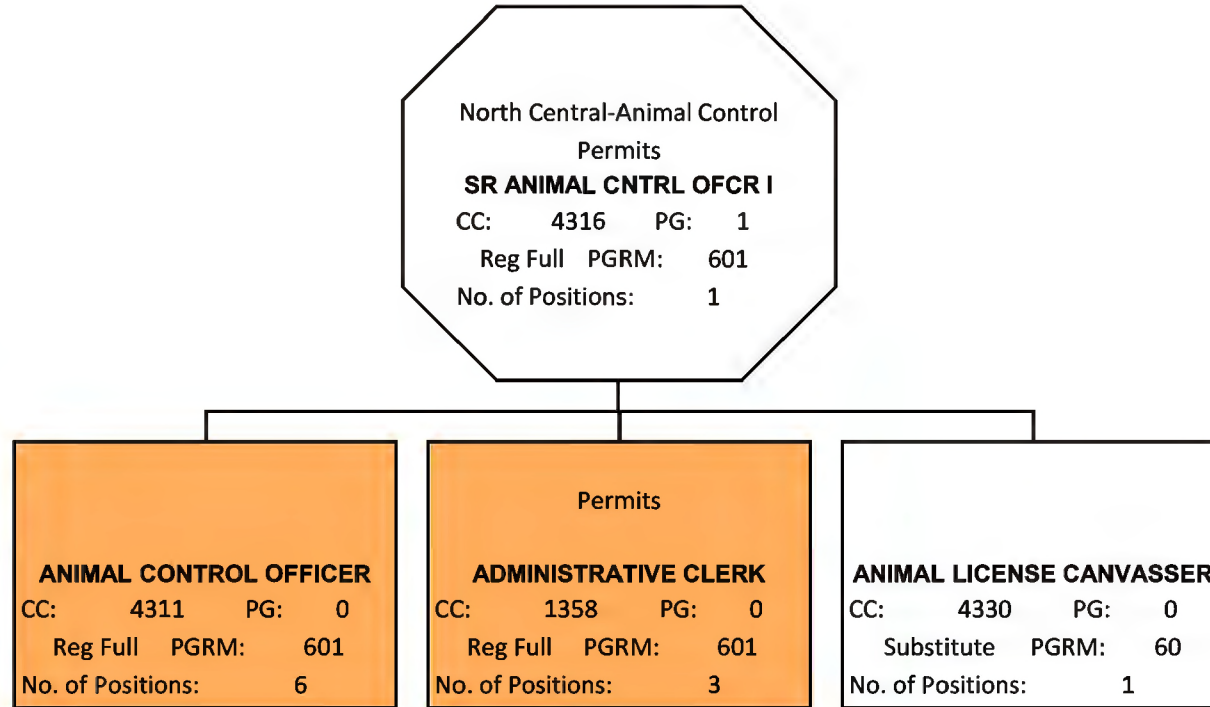 North Central-Animal Control
Permits
SR ANIMAL CNTRL OFCR I
CC: 4316 PG: 1
Reg Full PGRM: 601
No. of Positions: 1
ANIMAL CONTROL OFFICER
CC: 4311 PG: 0
Reg Full PGRM: 601
No. of Positions: 6
Permits
ADMINISTRATIVE CLERK
CC: 1358 PG: 0
Reg Full PGRM: 601
No. of Positions: 3
ANIMAL LICENSE CANVASSER
CC: 4330 PG: 0
Substitute PGRM: 60
No. of Positions: 1